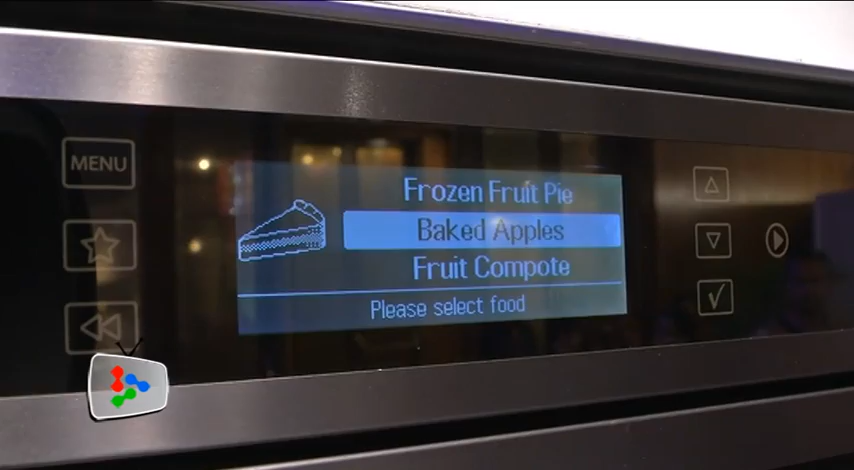 MENU
Frozen Fruit Pie
Baked Apples
Fruit Compote
Please select food